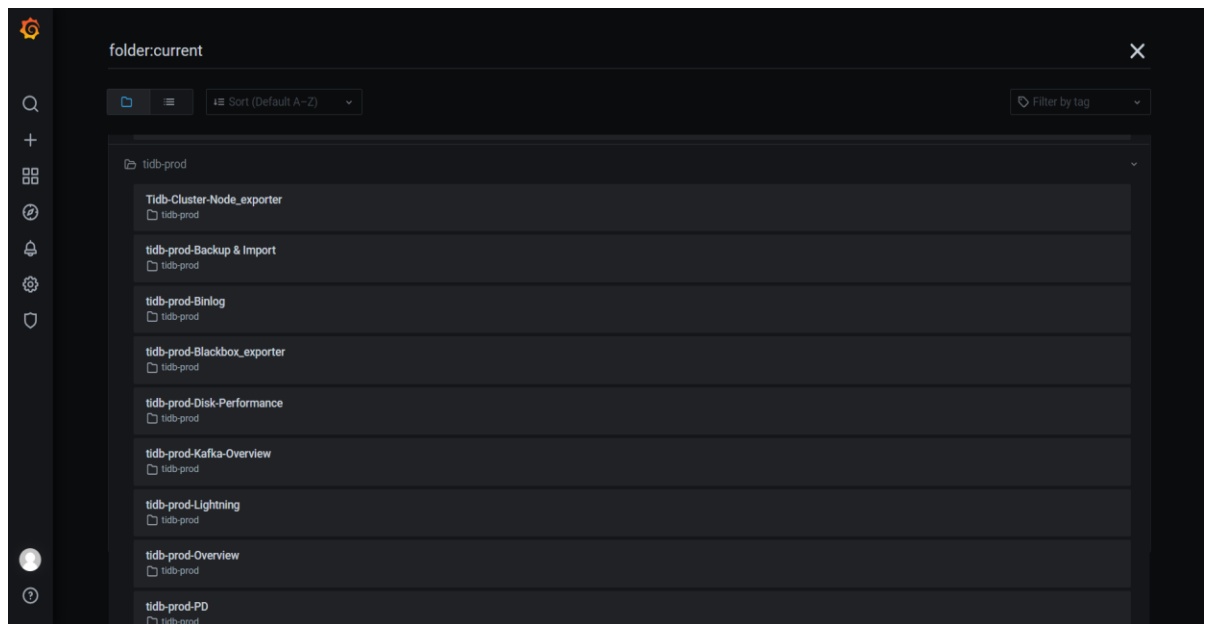 folder:current
Sort (Default A–Z)
Filter by tag
tidb-prod
Tidb-Cluster-Node_exporter
tidb-prod
tidb-prod-Backup & Import
tidb-prod
tidb-prod-Binlog
tidb-prod
tidb-prod-Blackbox_exporter
tidb-prod
tidb-prod-Disk-Performance
tidb-prod
tidb-prod-Kafka-Overview
tidb-prod
tidb-prod-Lightning
tidb-prod
tidb-prod-Overview
tidb-prod
tidb-prod-PD
tidb-prod